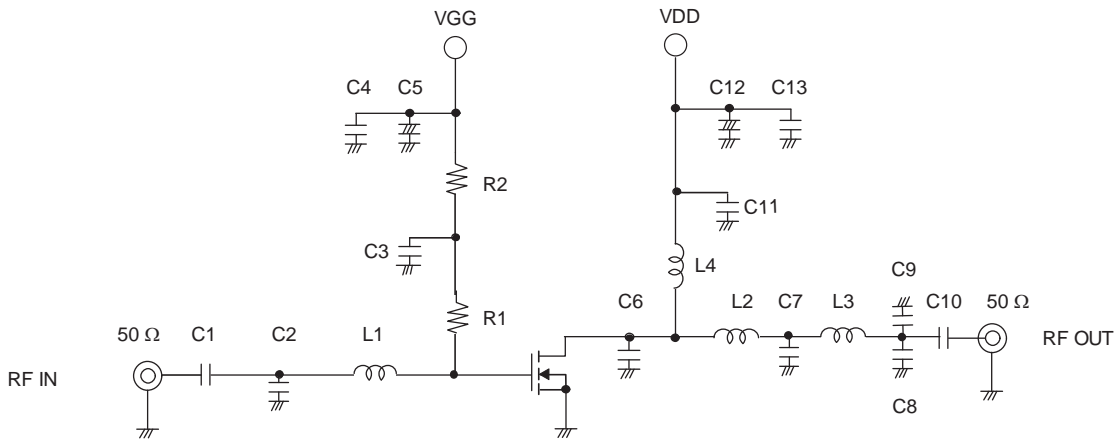 VGG
VDD
C4
C5
C12
C13
R2
C11
C3
L4
C9
R1
C6
L2
C7
L3
C10
50 Ω
50 Ω
C1
C2
L1
RF OUT
RF IN
C8